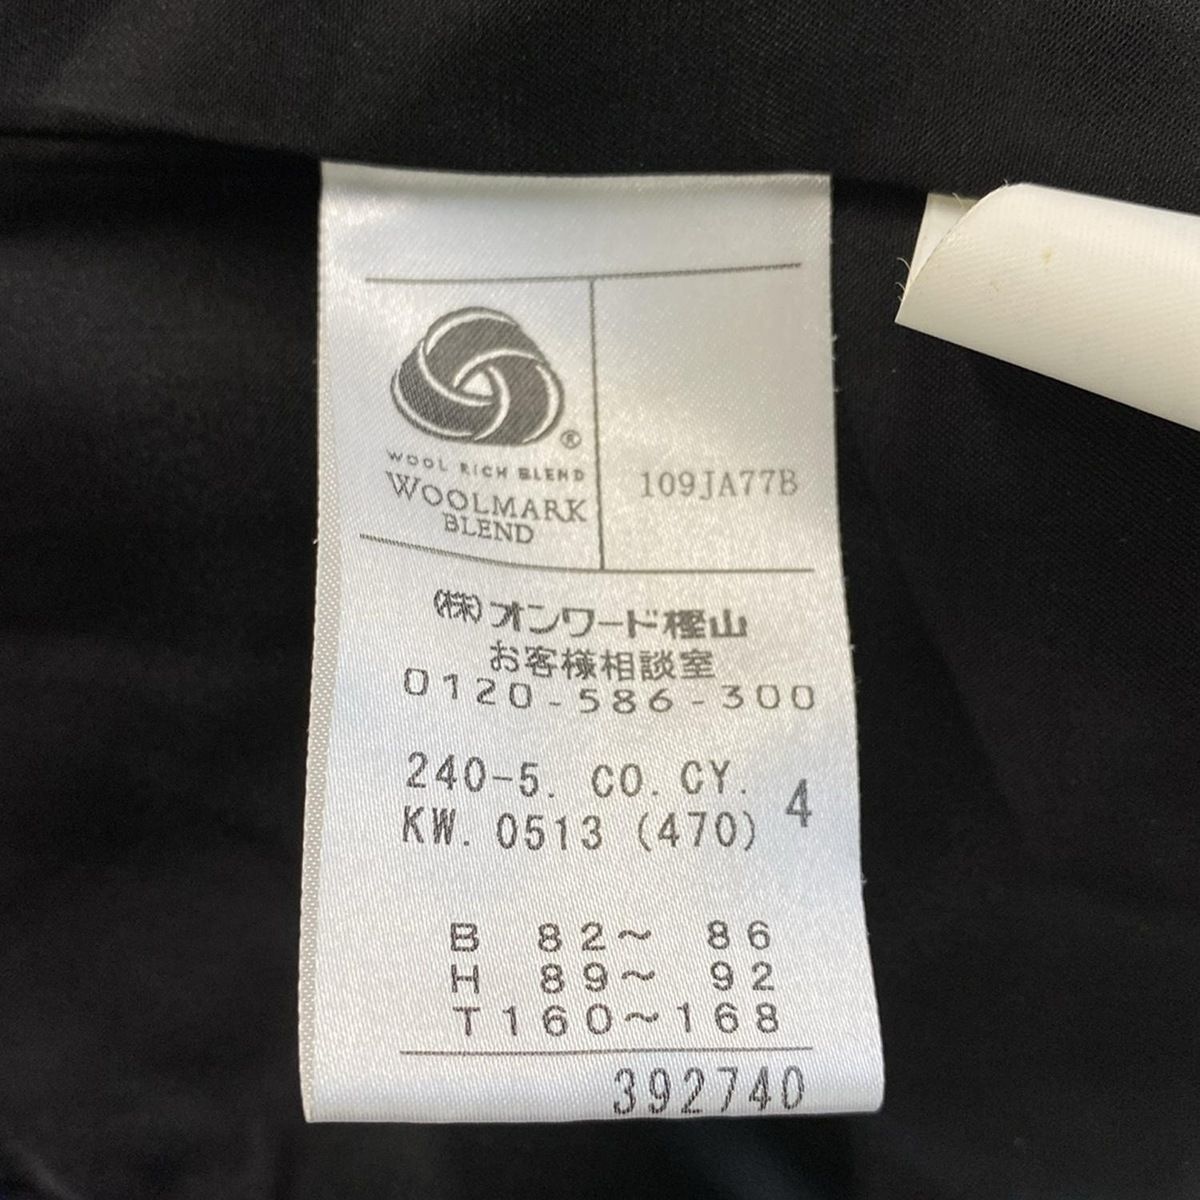 ®
WOOL RICH BLEND
WOOLMARK
BLEND
109JA77B
(株)オンワード樫山
お客様相談室
0120-586-300
240-5. CO. CY. 4
KW. 0513 (470)
B 82~ 86
H 89~ 92
T160~168
392740